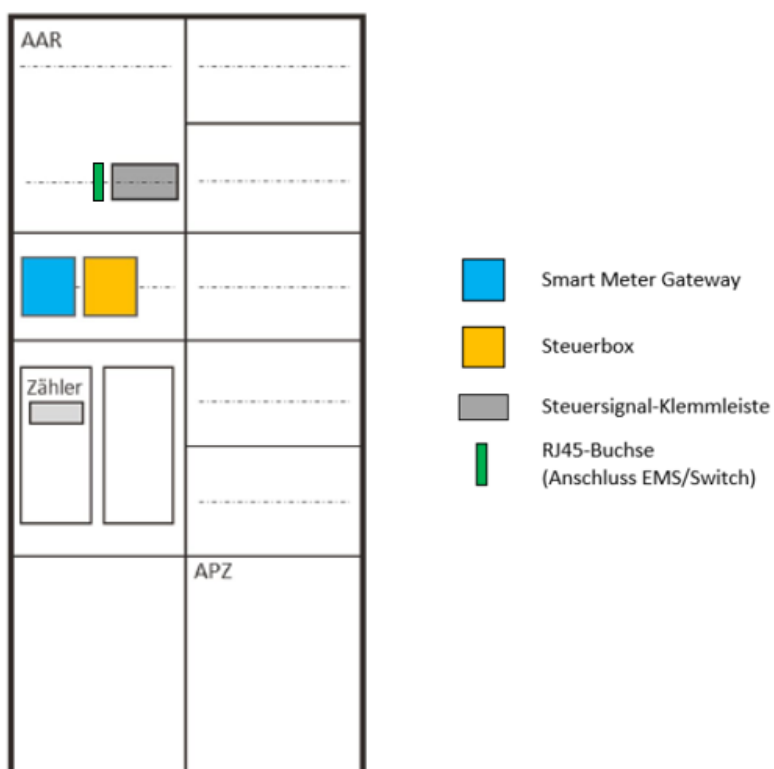 AAR
Zähler
APZ
Smart Meter Gateway
Steuerbox
Steuersignal-Klemmleiste
RJ45-Buchse
(Anschluss EMS/Switch)